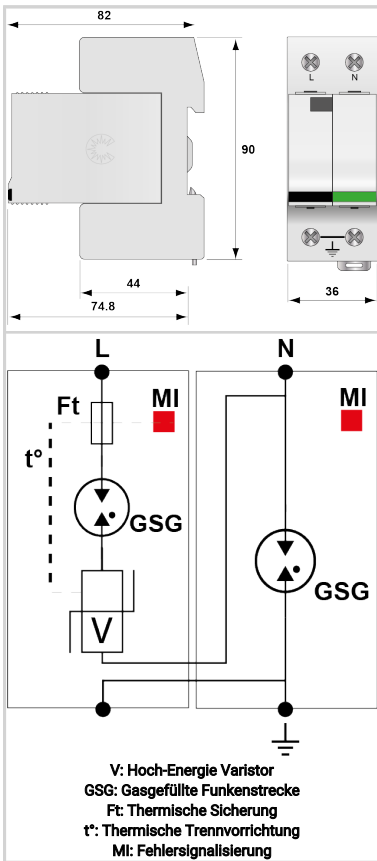 82
L N
90
44
74.8
36
L N
Ft MI MI
t°
GSG
GSG
V
V: Hoch-Energie Varistor
GSG: Gasgefüllte Funkenstrecke
Ft: Thermische Sicherung
t°: Thermische Trennvorrichtung
MI: Fehlersignalisierung